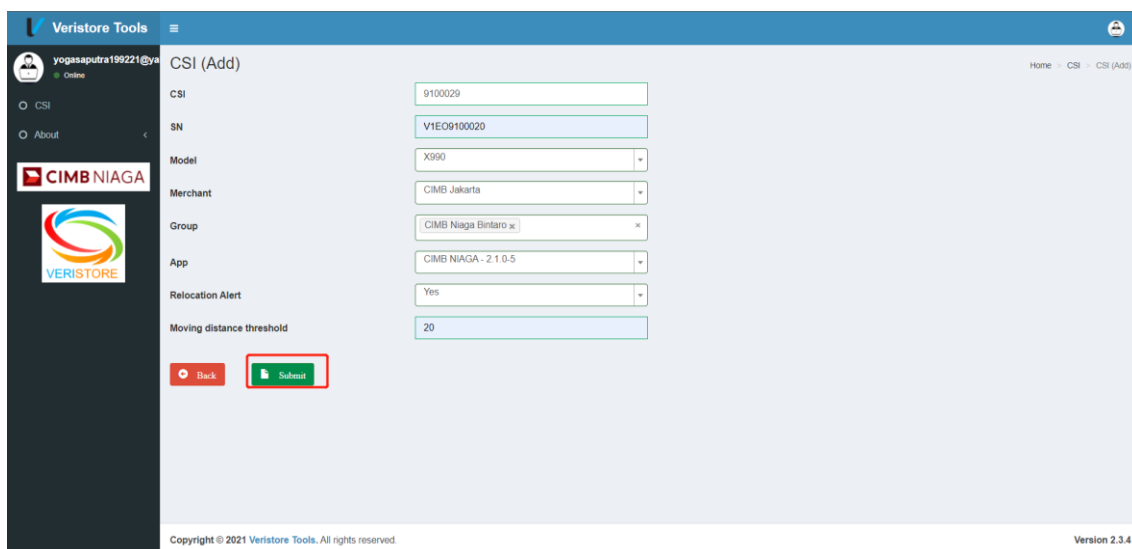 Veristore Tools
yogasaputra199221@ya
Online
CSI
About
CIMB NIAGA
VERISTORE
CSI (Add)
Home > CSI > CSI (Add)
CSI
9100029
SN
V1EO9100020
Model
X990
Merchant
CIMB Jakarta
Group
CIMB Niaga Bintaro ×
×
App
CIMB NIAGA - 2.1.0-5
Relocation Alert
Yes
Moving distance threshold
20
Back
Submit
Copyright © 2021 Veristore Tools. All rights reserved.
Version 2.3.4